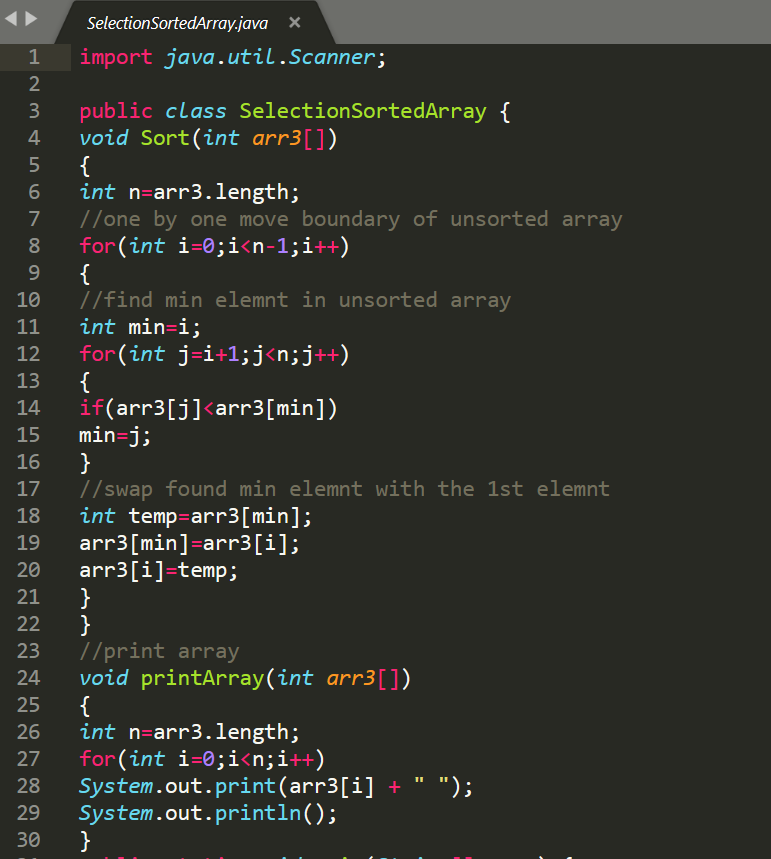 SelectionSortedArray.java ×
1 import java.util.Scanner;
2
3 public class SelectionSortedArray {
4 void Sort(int arr3[])
5 {
6 int n=arr3.length;
7 //one by one move boundary of unsorted array
8 for(int i=0;i<n-1;i++)
9 {
10 //find min elemnt in unsorted array
11 int min=i;
12 for(int j=i+1;j<n;j++)
13 {
14 if(arr3[j]<arr3[min])
15 min=j;
16 }
17 //swap found min elemnt with the 1st elemnt
18 int temp=arr3[min];
19 arr3[min]=arr3[i];
20 arr3[i]=temp;
21 }
22 }
23 //print array
24 void printArray(int arr3[])
25 {
26 int n=arr3.length;
27 for(int i=0;i<n;i++)
28 System.out.print(arr3[i] + " ");
29 System.out.println();
30 }